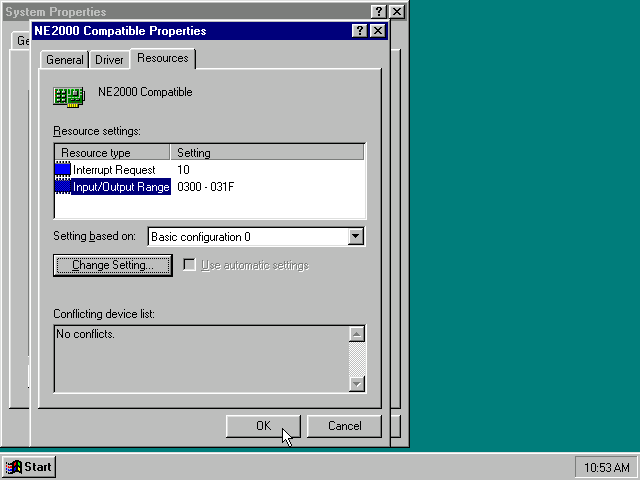 System Properties
Ge
NE2000 Compatible Properties
General Driver Resources
NE2000 Compatible
Resource settings:
Resource type Setting
Interrupt Request 10
Input/Output Range 0300 - 031F
Setting based on: Basic configuration 0
Change Setting... Use automatic settings
Conflicting device list:
No conflicts.
OK Cancel
Start 10:53 AM